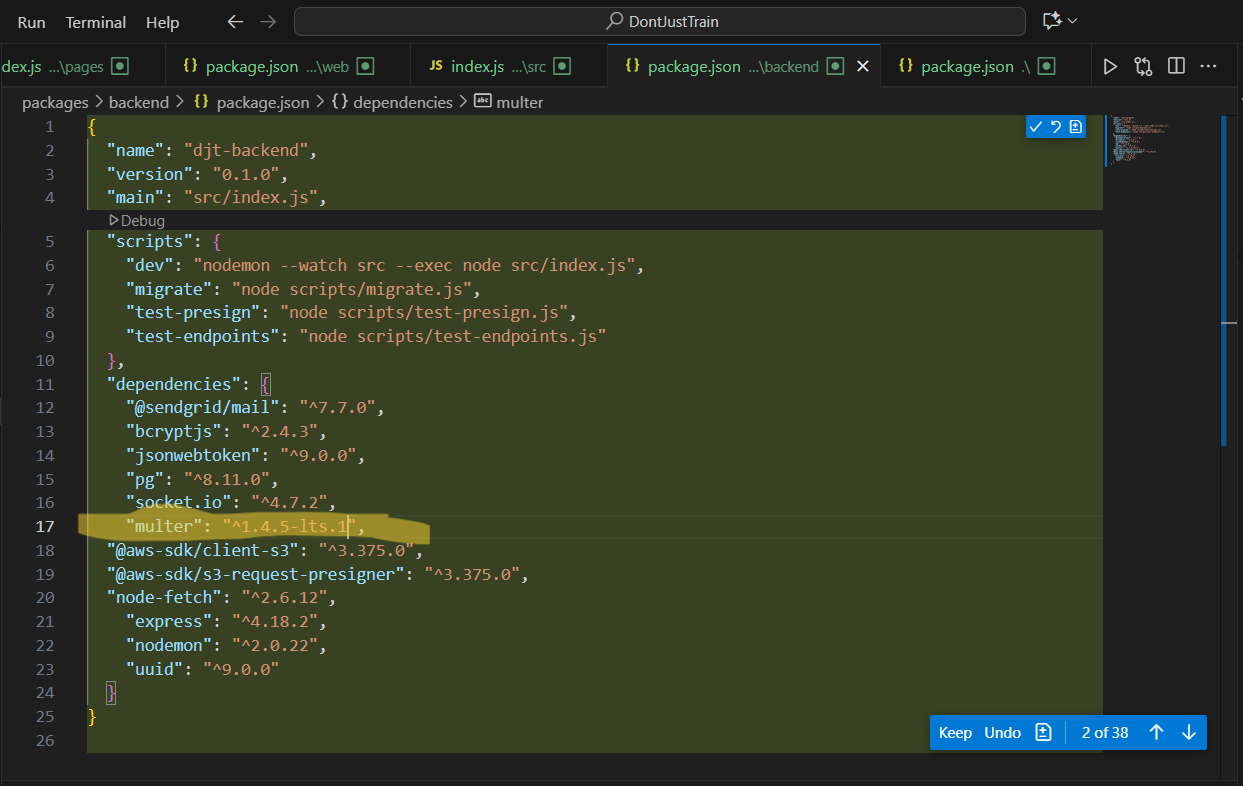 Run Terminal Help DontJustTrain
dex.js ...\pages package.json ...\web JS index.js ...\src package.json ...\backend package.json .\
packages > backend > {} package.json > {} dependencies > abc multer
1 {
2 "name": "djt-backend",
3 "version": "0.1.0",
4 "main": "src/index.js",
Debug
5 "scripts": {
6 "dev": "nodemon --watch src --exec node src/index.js",
7 "migrate": "node scripts/migrate.js",
8 "test-presign": "node scripts/test-presign.js",
9 "test-endpoints": "node scripts/test-endpoints.js"
10 },
11 "dependencies": {
12 "@sendgrid/mail": "^7.7.0",
13 "bcryptjs": "^2.4.3",
14 "jsonwebtoken": "^9.0.0",
15 "pg": "^8.11.0",
16 "socket.io": "^4.7.2",
17 "multer": "^1.4.5-lts.1",
18 "@aws-sdk/client-s3": "^3.375.0",
19 "@aws-sdk/s3-request-presigner": "^3.375.0",
20 "node-fetch": "^2.6.12",
21 "express": "^4.18.2",
22 "nodemon": "^2.0.22",
23 "uuid": "^9.0.0"
24 }
25 }
26
Keep Undo 2 of 38